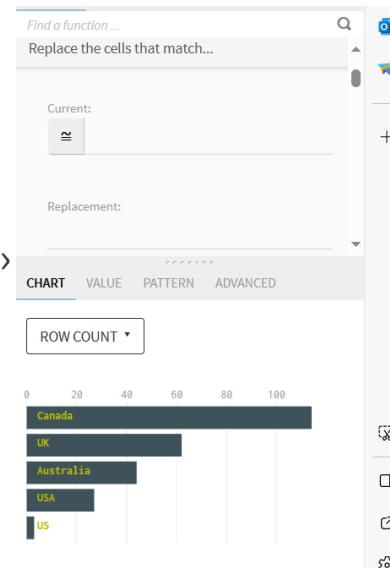 Find a function ...
Replace the cells that match...
Current:
≅
Replacement:
CHART VALUE PATTERN ADVANCED
ROW COUNT
0 20 40 60 80 100
Canada
UK
Australia
USA
US